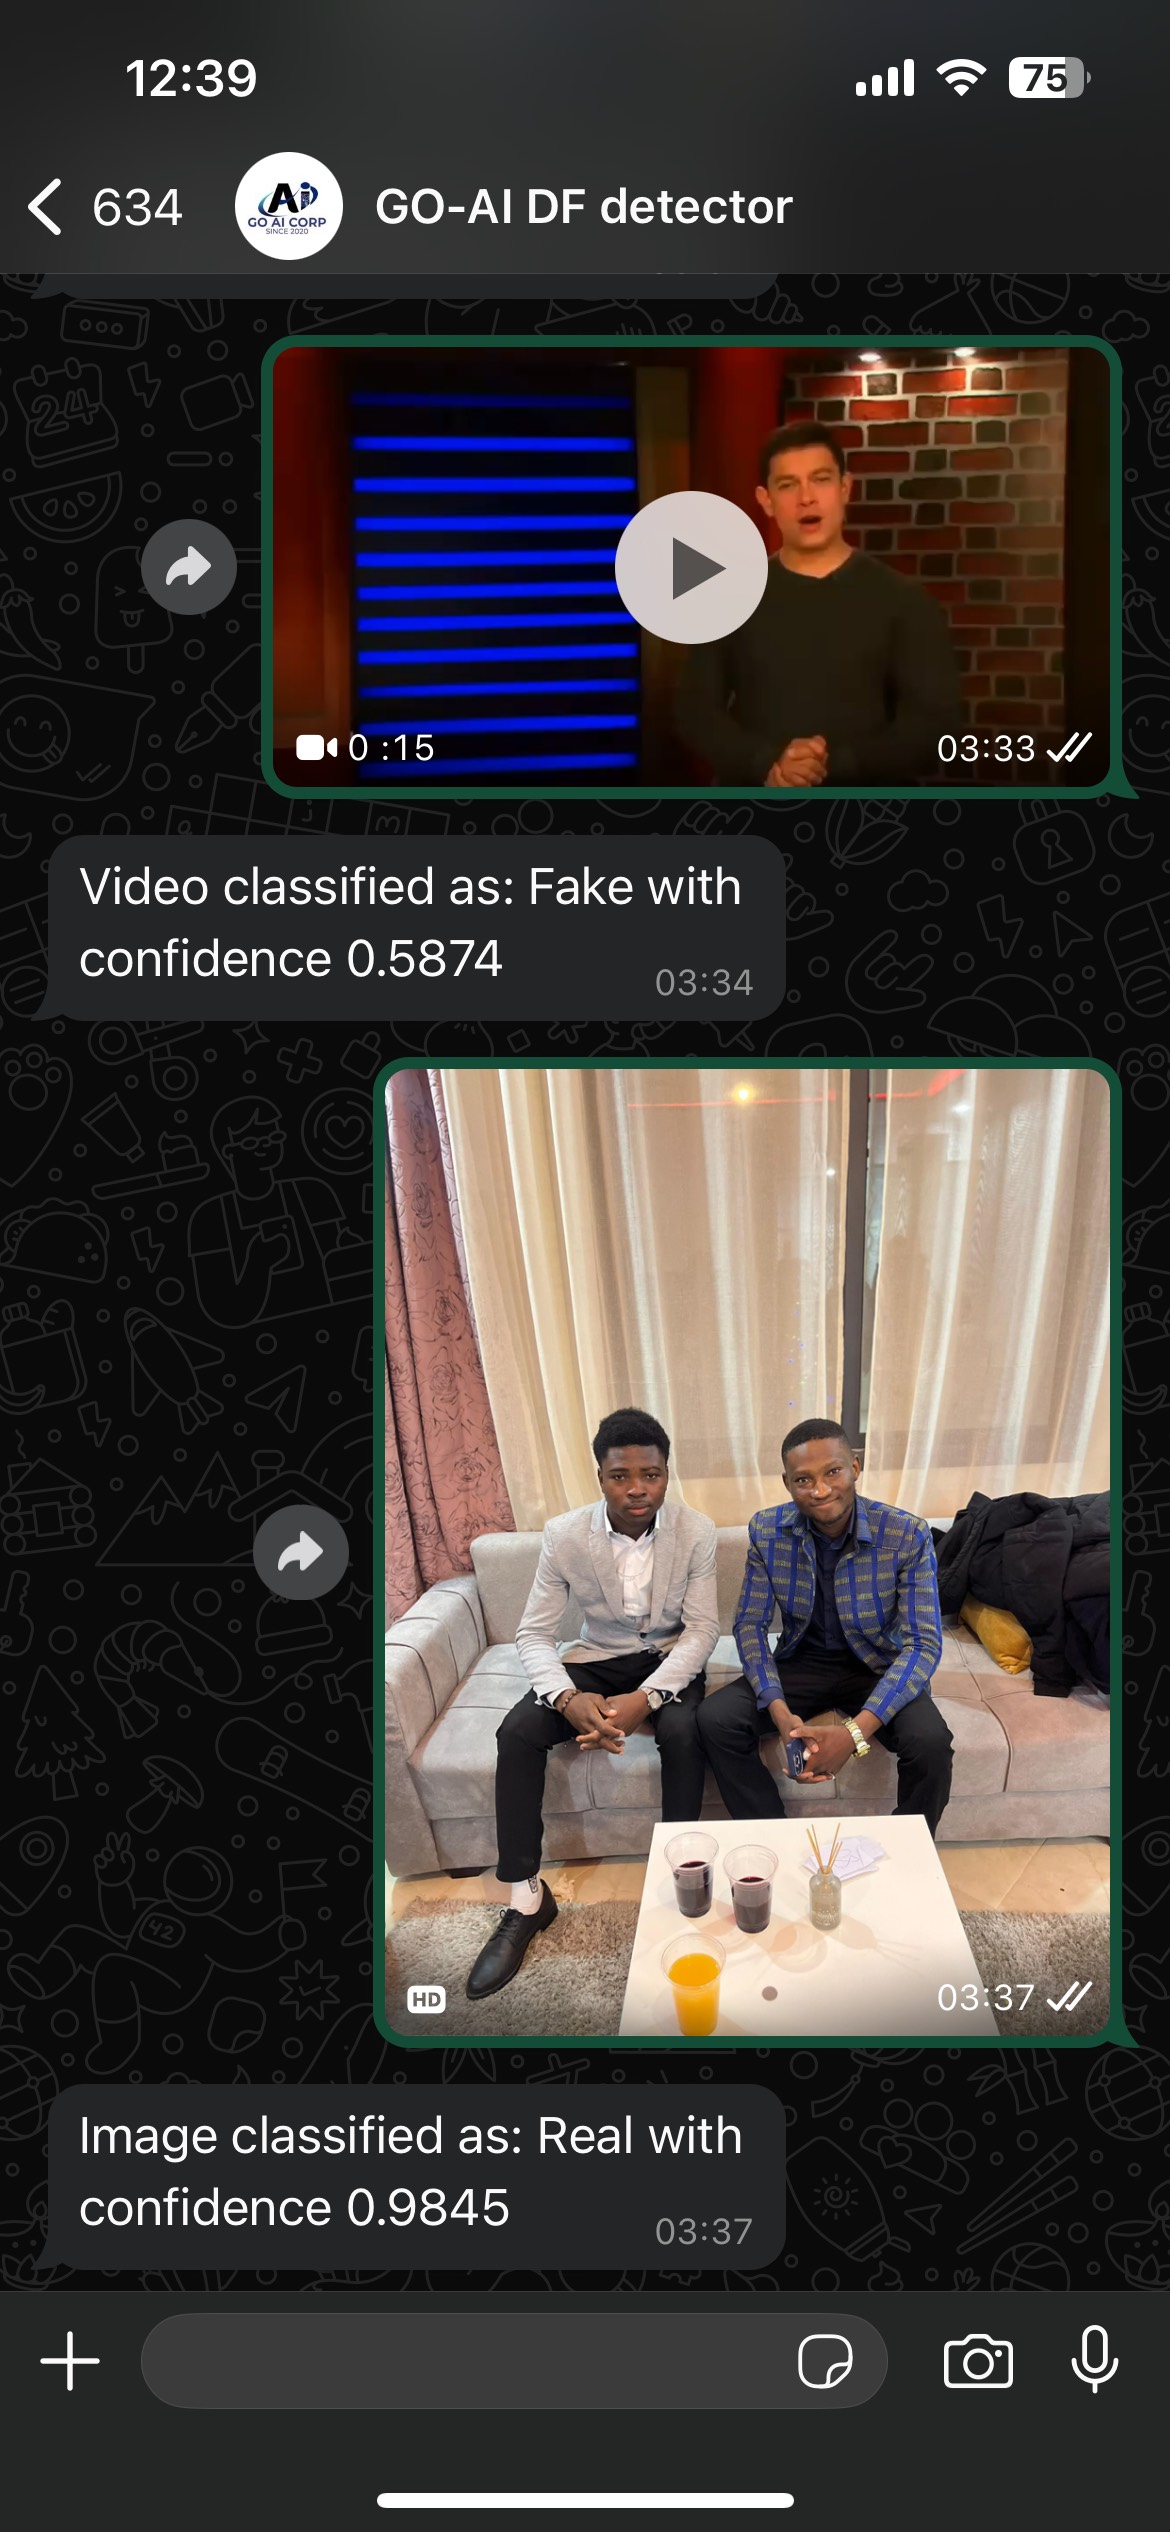 12:39
75
634
Ai
GO AI CORP
SINCE 2020
GO-AI DF detector
24
0 :15
03:33
Video classified as: Fake with
confidence 0.5874
03:34
HD
03:37
Image classified as: Real with
confidence 0.9845
03:37
42